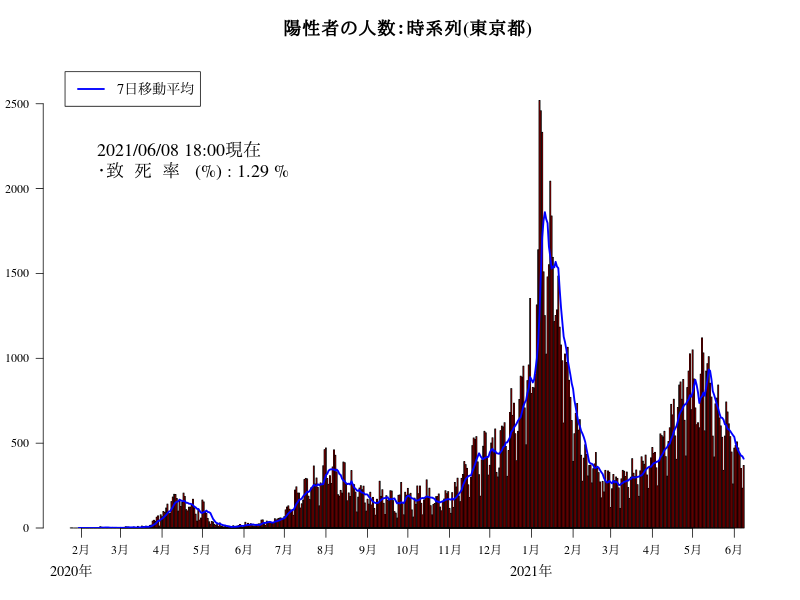 陽性者の人数:時系列(東京都)
7日移動平均
2021/06/08 18:00現在
・致 死 率 (%) : 1.29 %
2500
2000
1500
1000
500
0
2月 3月 4月 5月 6月 7月 8月 9月 10月 11月 12月 1月 2月 3月 4月 5月 6月
2020年 2021年